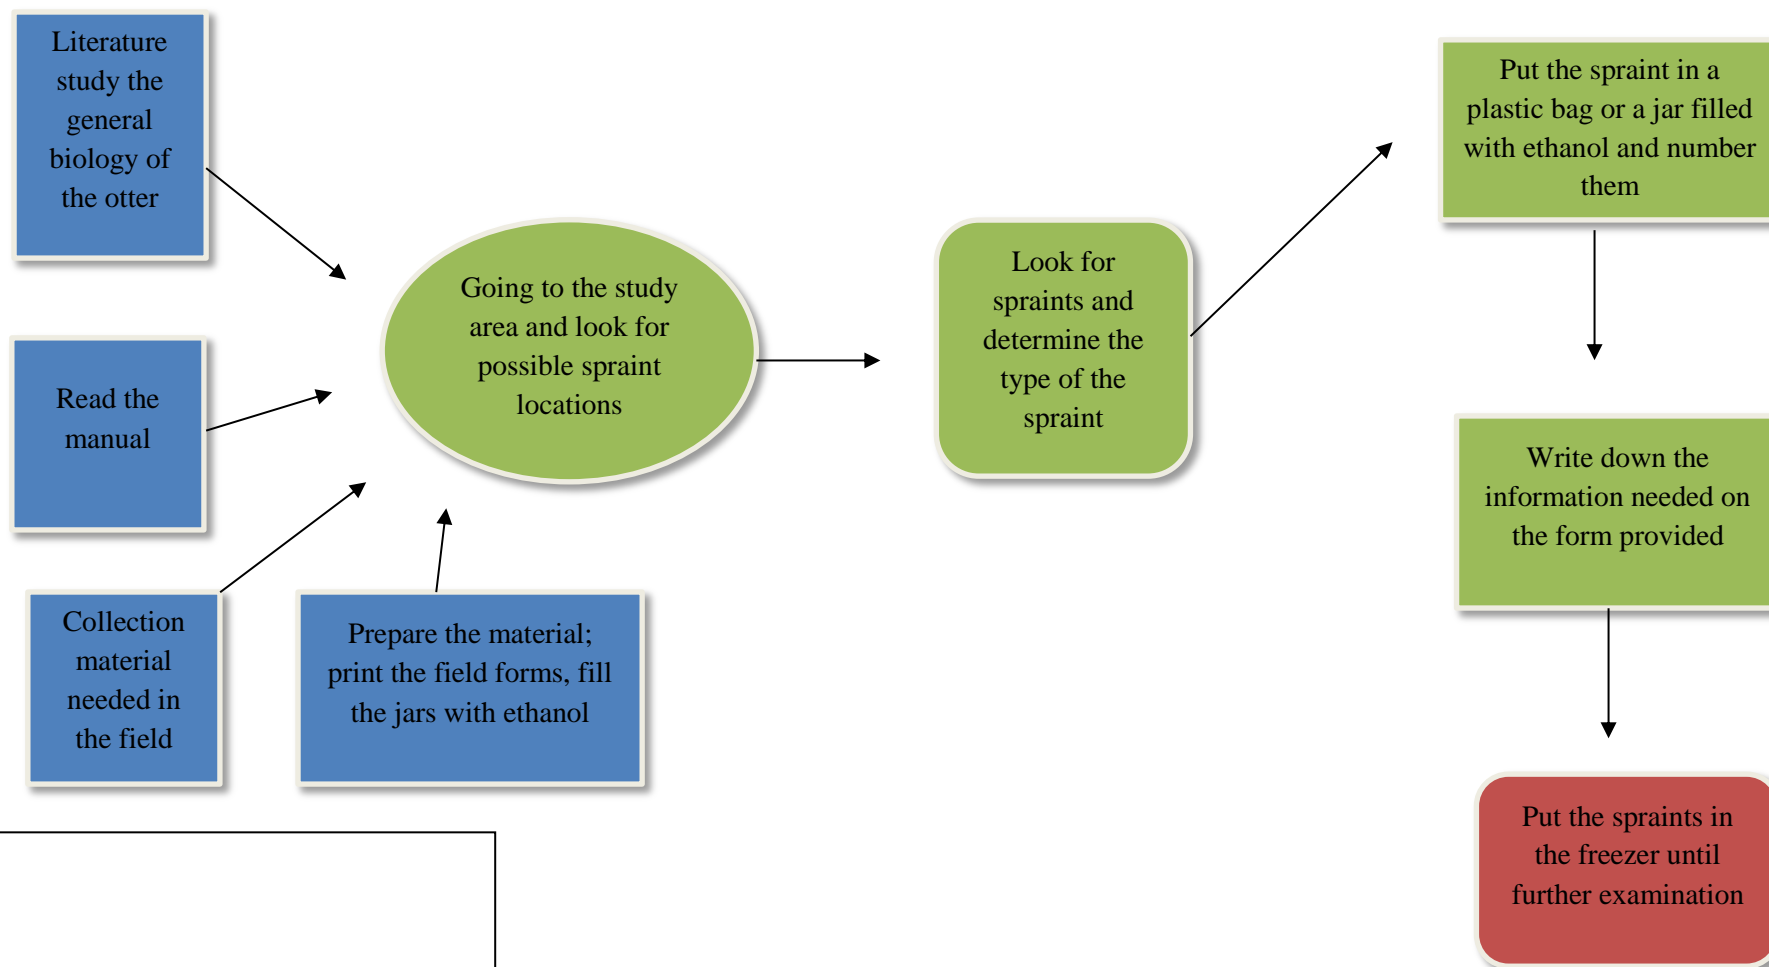 Literature
study the
general
biology of
the otter
Read the
manual
Collection
material
needed in
the field
Prepare the material;
print the field forms, fill
the jars with ethanol
Going to the study
area and look for
possible spraint
locations
Look for
spraints and
determine the
type of the
spraint
Put the spraint in a
plastic bag or a jar filled
with ethanol and number
them
Write down the
information needed on
the form provided
Put the spraints in
the freezer until
further examination